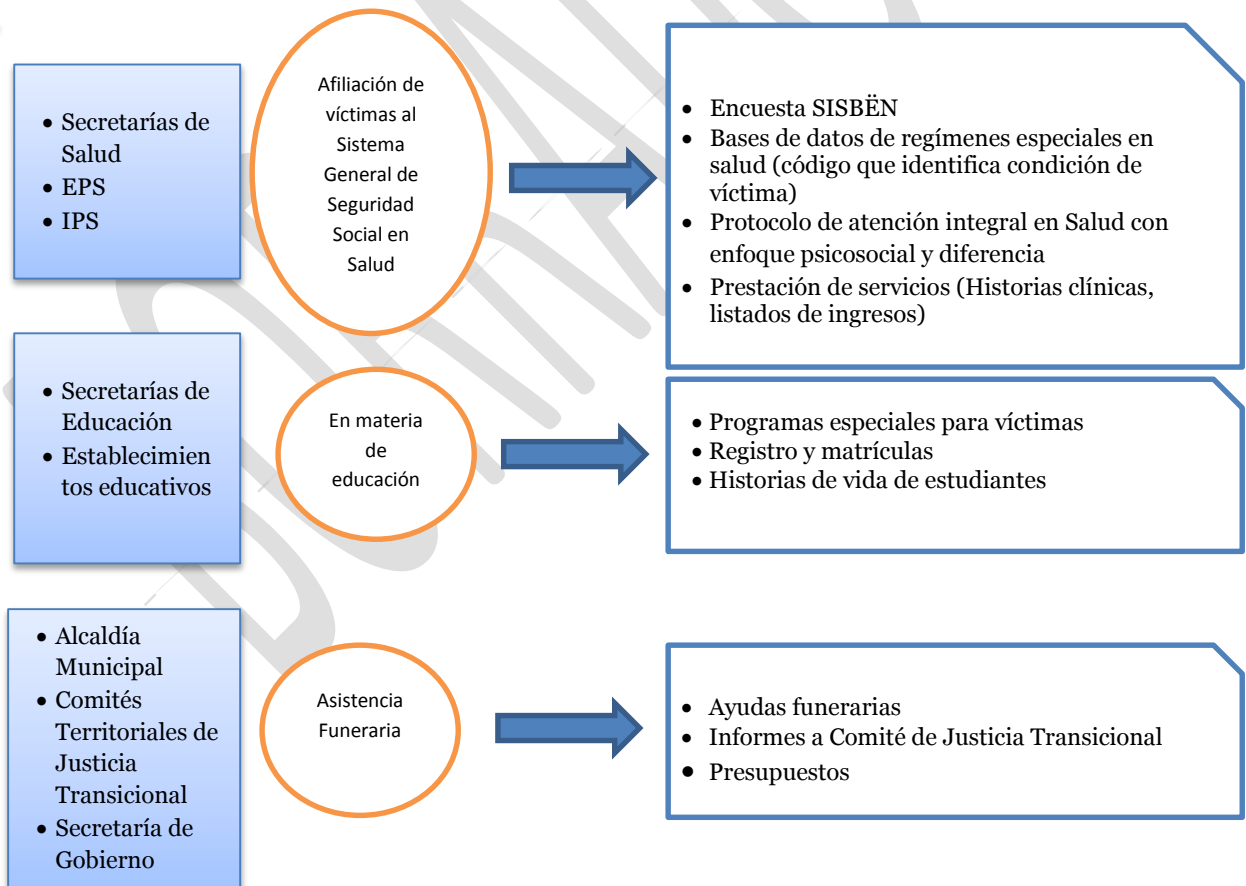 • Secretarías de
Salud
• EPS
• IPS
Afiliación de
víctimas al
Sistema
General de
Seguridad
Social en
Salud
• Encuesta SISBËN
• Bases de datos de regímenes especiales en
salud (código que identifica condición de
víctima)
• Protocolo de atención integral en Salud con
enfoque psicosocial y diferencia
• Prestación de servicios (Historias clínicas,
listados de ingresos)
• Secretarías de
Educación
• Establecimien
tos educativos
En materia
de
educación
• Programas especiales para víctimas
• Registro y matrículas
• Historias de vida de estudiantes
• Alcaldía
Municipal
• Comités
Territoriales de
Justicia
Transicional
• Secretaría de
Gobierno
Asistencia
Funeraria
• Ayudas funerarias
• Informes a Comité de Justicia Transicional
• Presupuestos